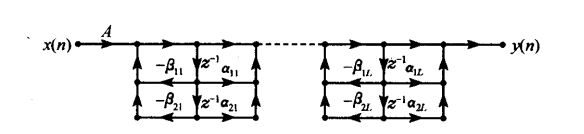 x(n) A y(n)
−β₁₁ z⁻¹ α₁₁ −β₁L z⁻¹ α₁L
−β₂₁ z⁻¹ α₂₁ −β₂L z⁻¹ α₂L